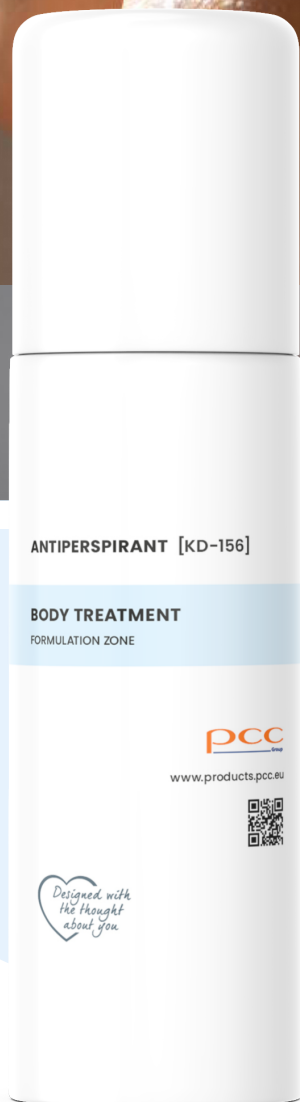 ANTIPERSPIRANT [KD-156]
BODY TREATMENT
FORMULATION ZONE
pcc
Group
www.products.pcc.eu
Designed with
the thought
about you